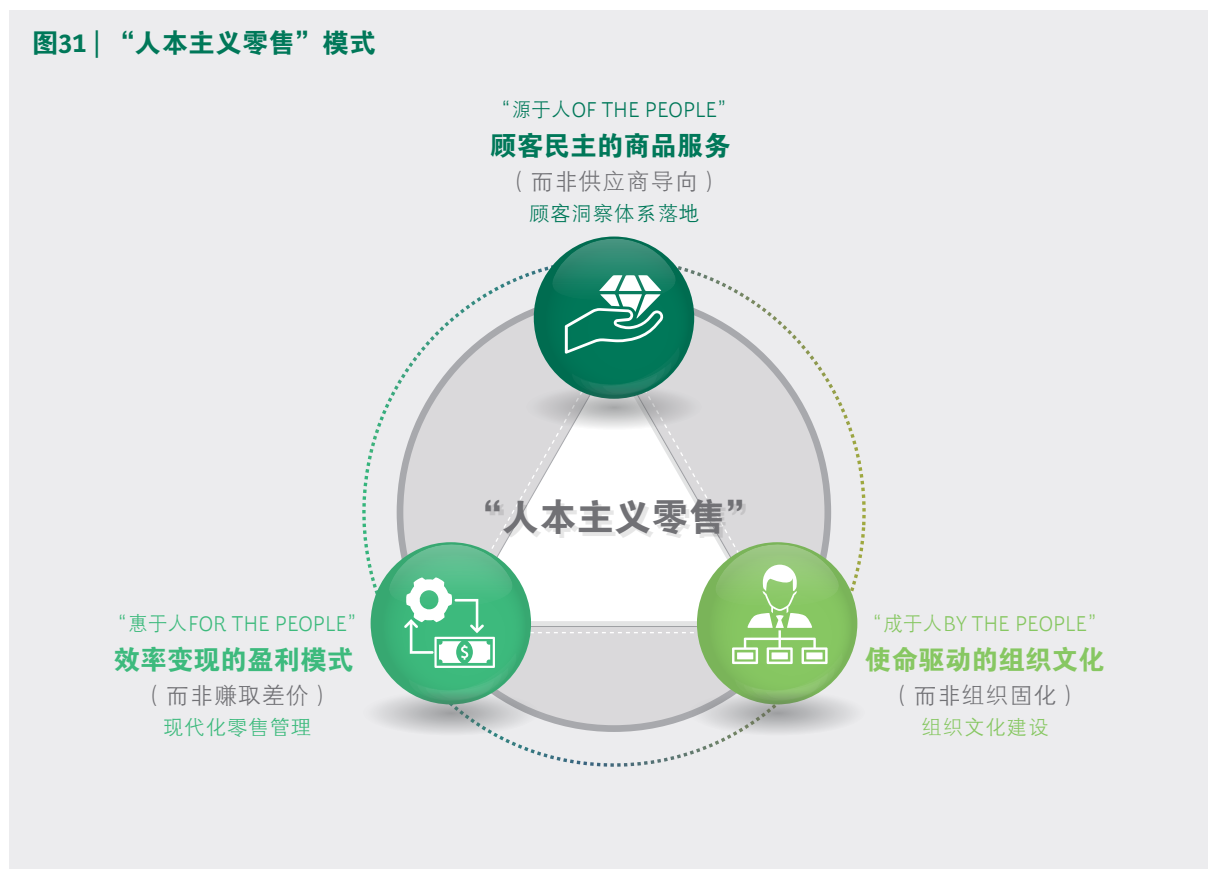 图31 | “人本主义零售”模式
“源于人OF THE PEOPLE”
顾客民主的商品服务
（而非供应商导向）
顾客洞察体系落地
“人本主义零售”
“惠于人FOR THE PEOPLE”
效率变现的盈利模式
（而非赚取差价）
现代化零售管理
“成于人BY THE PEOPLE”
使命驱动的组织文化
（而非组织固化）
组织文化建设
$